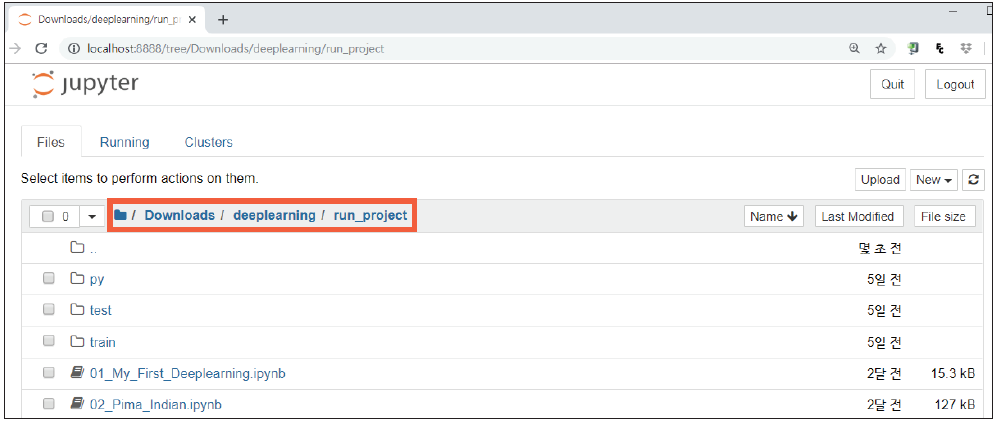 Downloads/deeplearning/run_pr
localhost:8888/tree/Downloads/deeplearning/run_project
jupyter
Quit Logout
Files Running Clusters
Select items to perform actions on them.
Upload New
0 / Downloads / deeplearning / run_project Name Last Modified File size
.. 몇 초 전
py 5일 전
test 5일 전
train 5일 전
01_My_First_Deeplearning.ipynb 2달 전 15.3 kB
02_Pima_Indian.ipynb 2달 전 127 kB